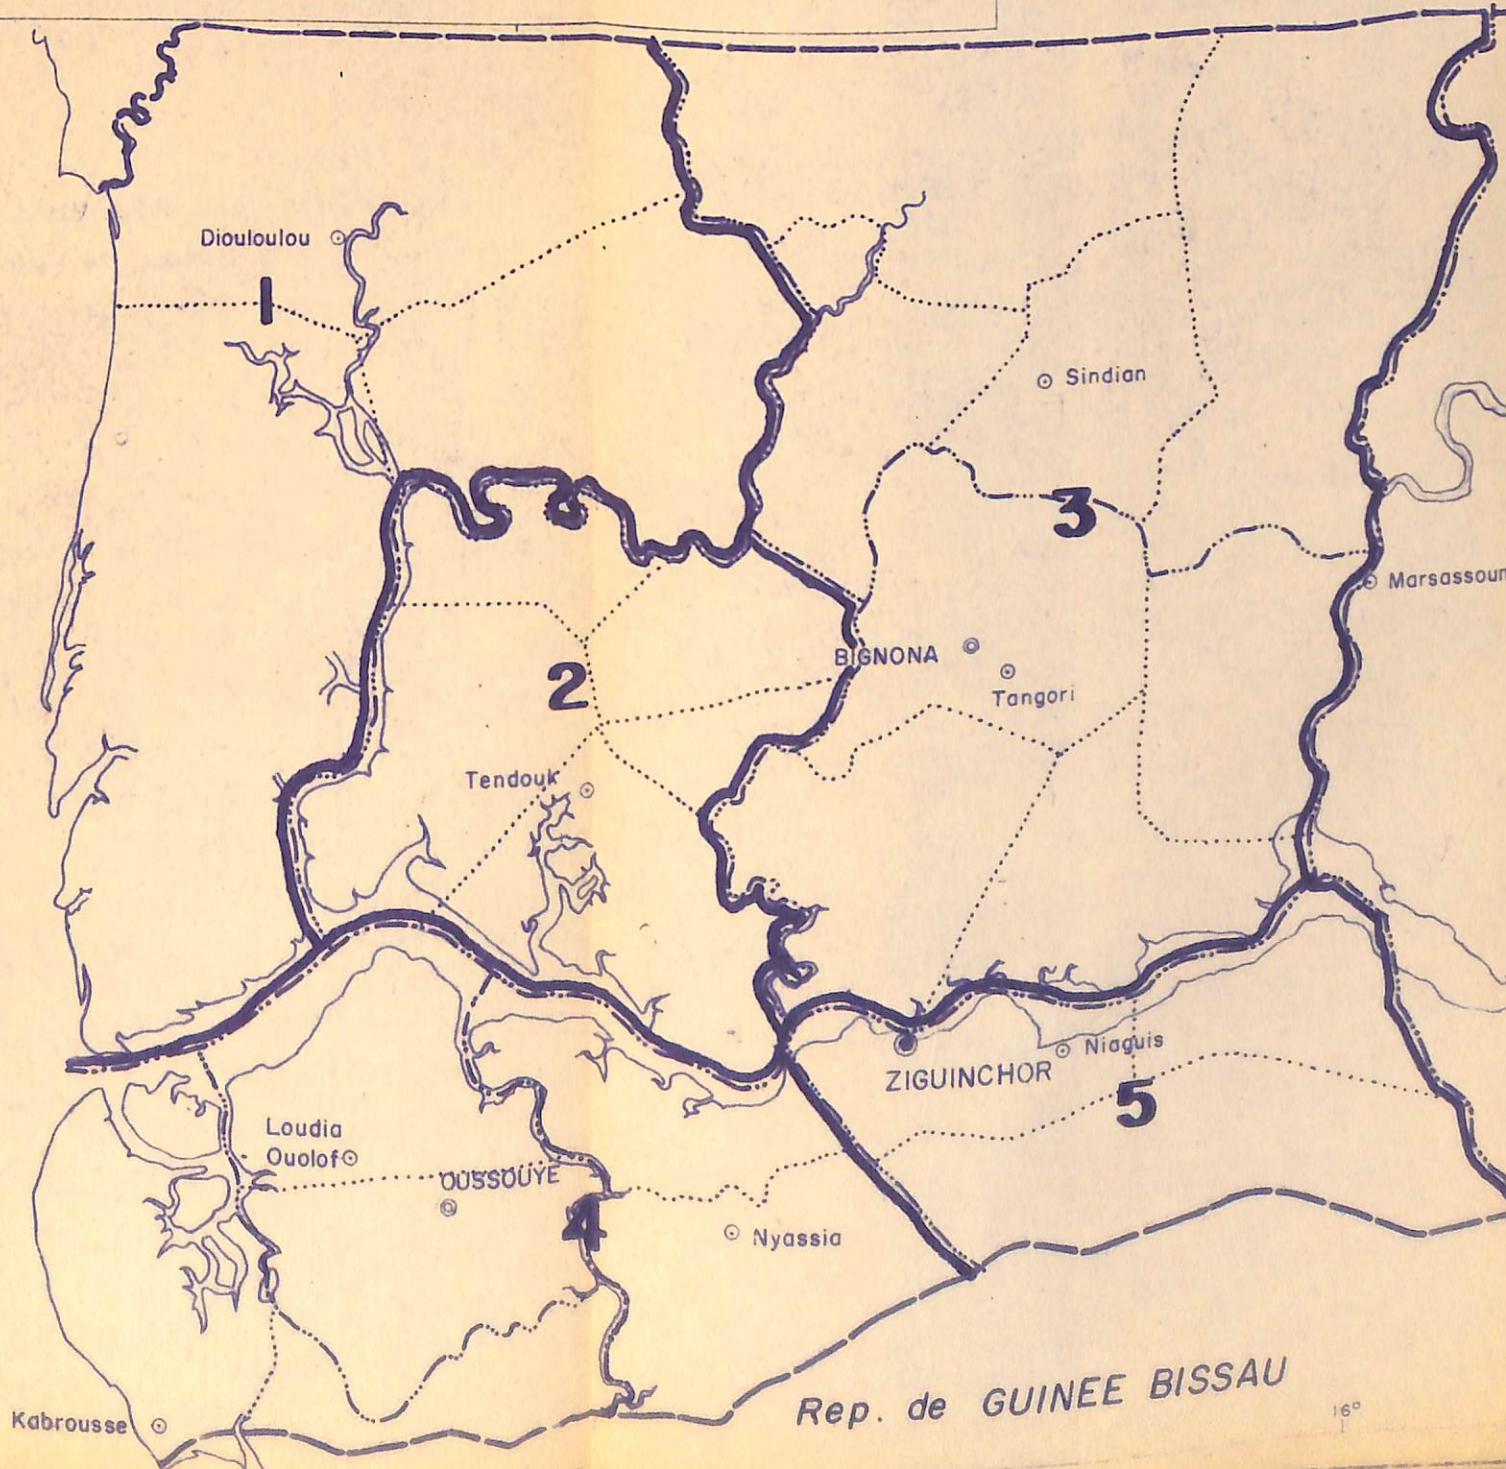 Diouloulou
1
Sindian
3
Marsassoum
BIGNONA
Tangori
2
Tendouk
Niaguis
ZIGUINCHOR
5
Loudia
Ouolof
OUSSOUYE
4
Nyassia
Rep. de GUINEE BISSAU
16°
Kabrousse